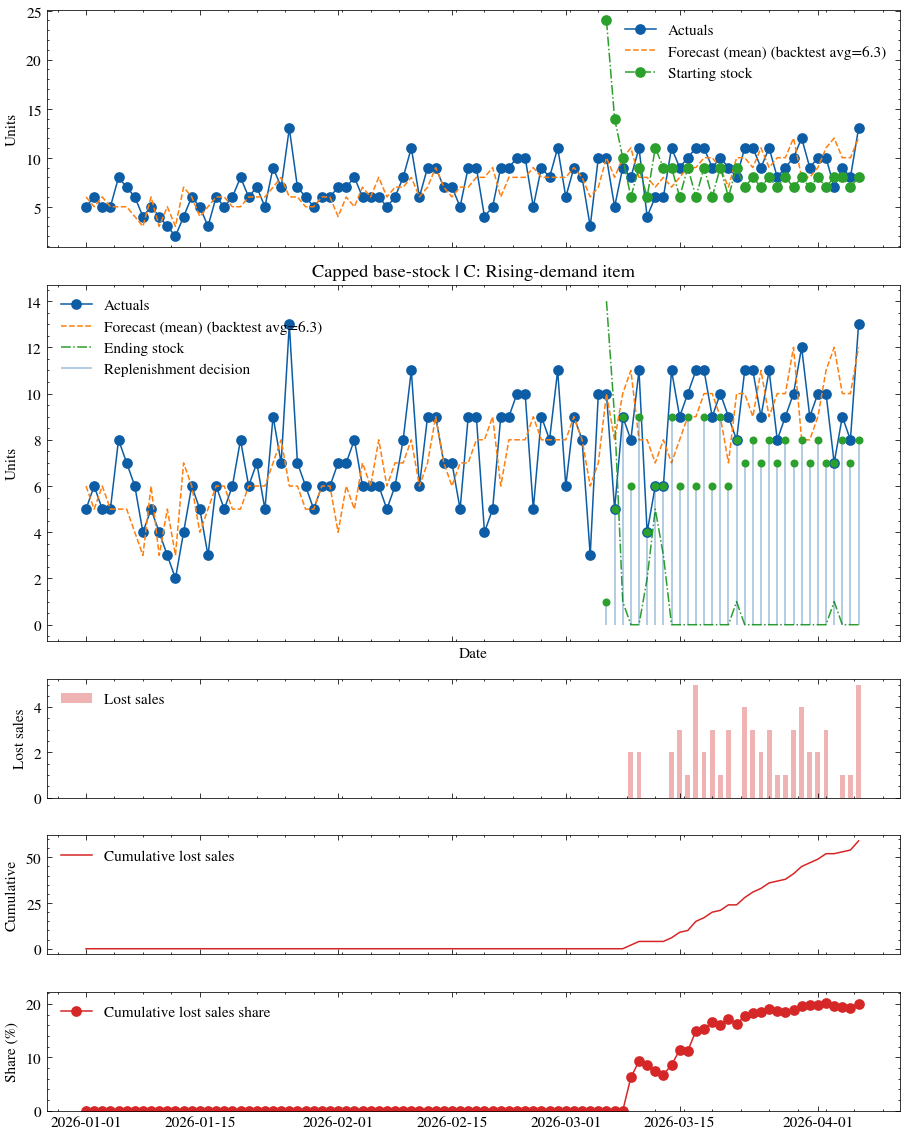 25
20
15
10
5
Units
Actuals
Forecast (mean) (backtest avg=6.3)
Starting stock
Capped base-stock | C: Rising-demand item
14
12
10
8
6
4
2
0
Units
Actuals
Forecast (mean) (backtest avg=6.3)
Ending stock
Replenishment decision
Date
4
2
0
Lost sales
Lost sales
50
25
0
Cumulative
Cumulative lost sales
20
10
0
Share (%)
Cumulative lost sales share
2026-01-01 2026-01-15 2026-02-01 2026-02-15 2026-03-01 2026-03-15 2026-04-01